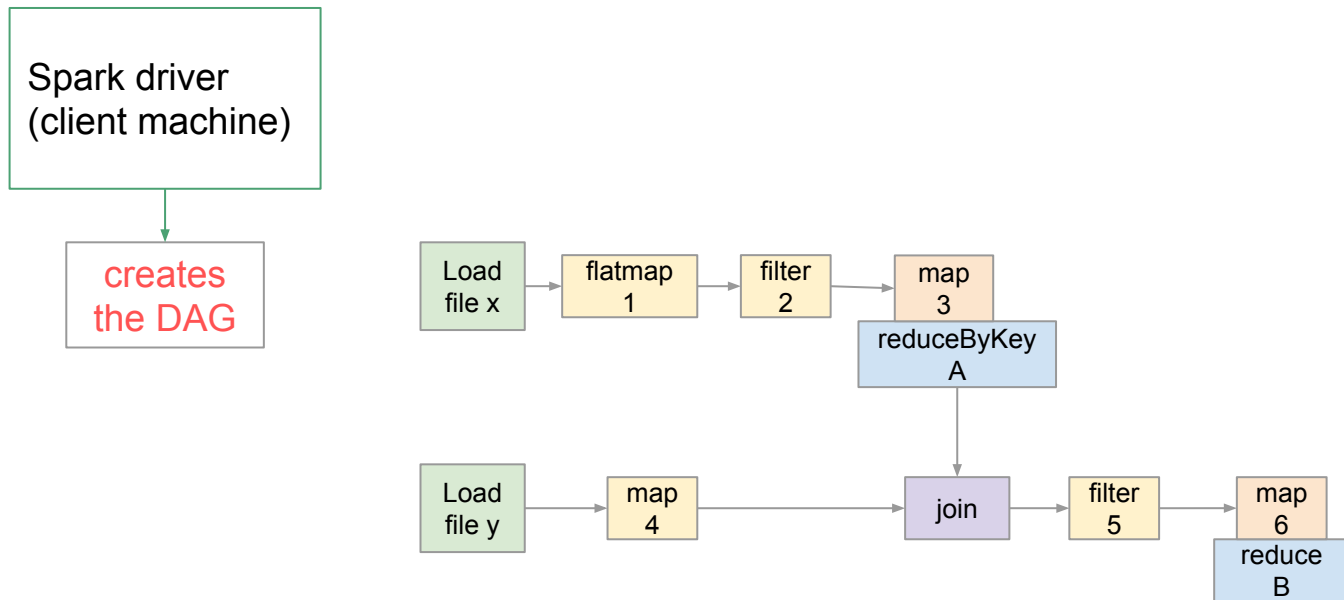 Spark driver
(client machine)
creates
the DAG
Load
file x
flatmap
1
filter
2
map
3
reduceByKey
A
Load
file y
map
4
join
filter
5
map
6
reduce
B